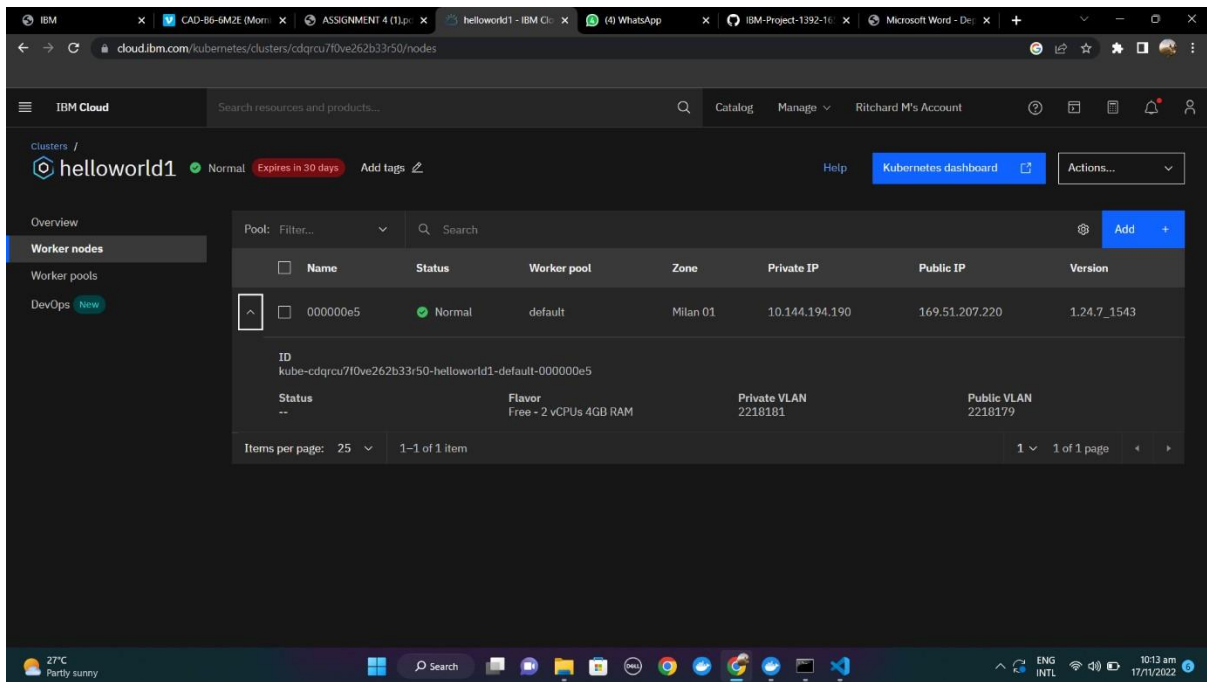 IBM
CAD-B6-6M2E (Morni
ASSIGNMENT 4 (1).pc
helloworld1 - IBM Clo
(4) WhatsApp
IBM-Project-1392-16
Microsoft Word - Dep
cloud.ibm.com/kubernetes/clusters/cdqrcu7f0ve262b33r50/nodes
IBM Cloud Search resources and products... Catalog Manage Ritchard M's Account
Clusters /
helloworld1 Normal Expires in 30 days Add tags Help Kubernetes dashboard Actions...
Overview
Worker nodes
Worker pools
DevOps New
Pool: Filter... Search Add +
Name Status Worker pool Zone Private IP Public IP Version
000000e5 Normal default Milan 01 10.144.194.190 169.51.207.220 1.24.7_1543
ID
kube-cdqrcu7f0ve262b33r50-helloworld1-default-000000e5
Status Flavor Private VLAN Public VLAN
-- Free - 2 vCPUs 4GB RAM 2218181 2218179
Items per page: 25 1–1 of 1 item 1 1 of 1 page
27°C
Partly sunny
Search
DELL
ENG
INTL
10:13 am
17/11/2022
6